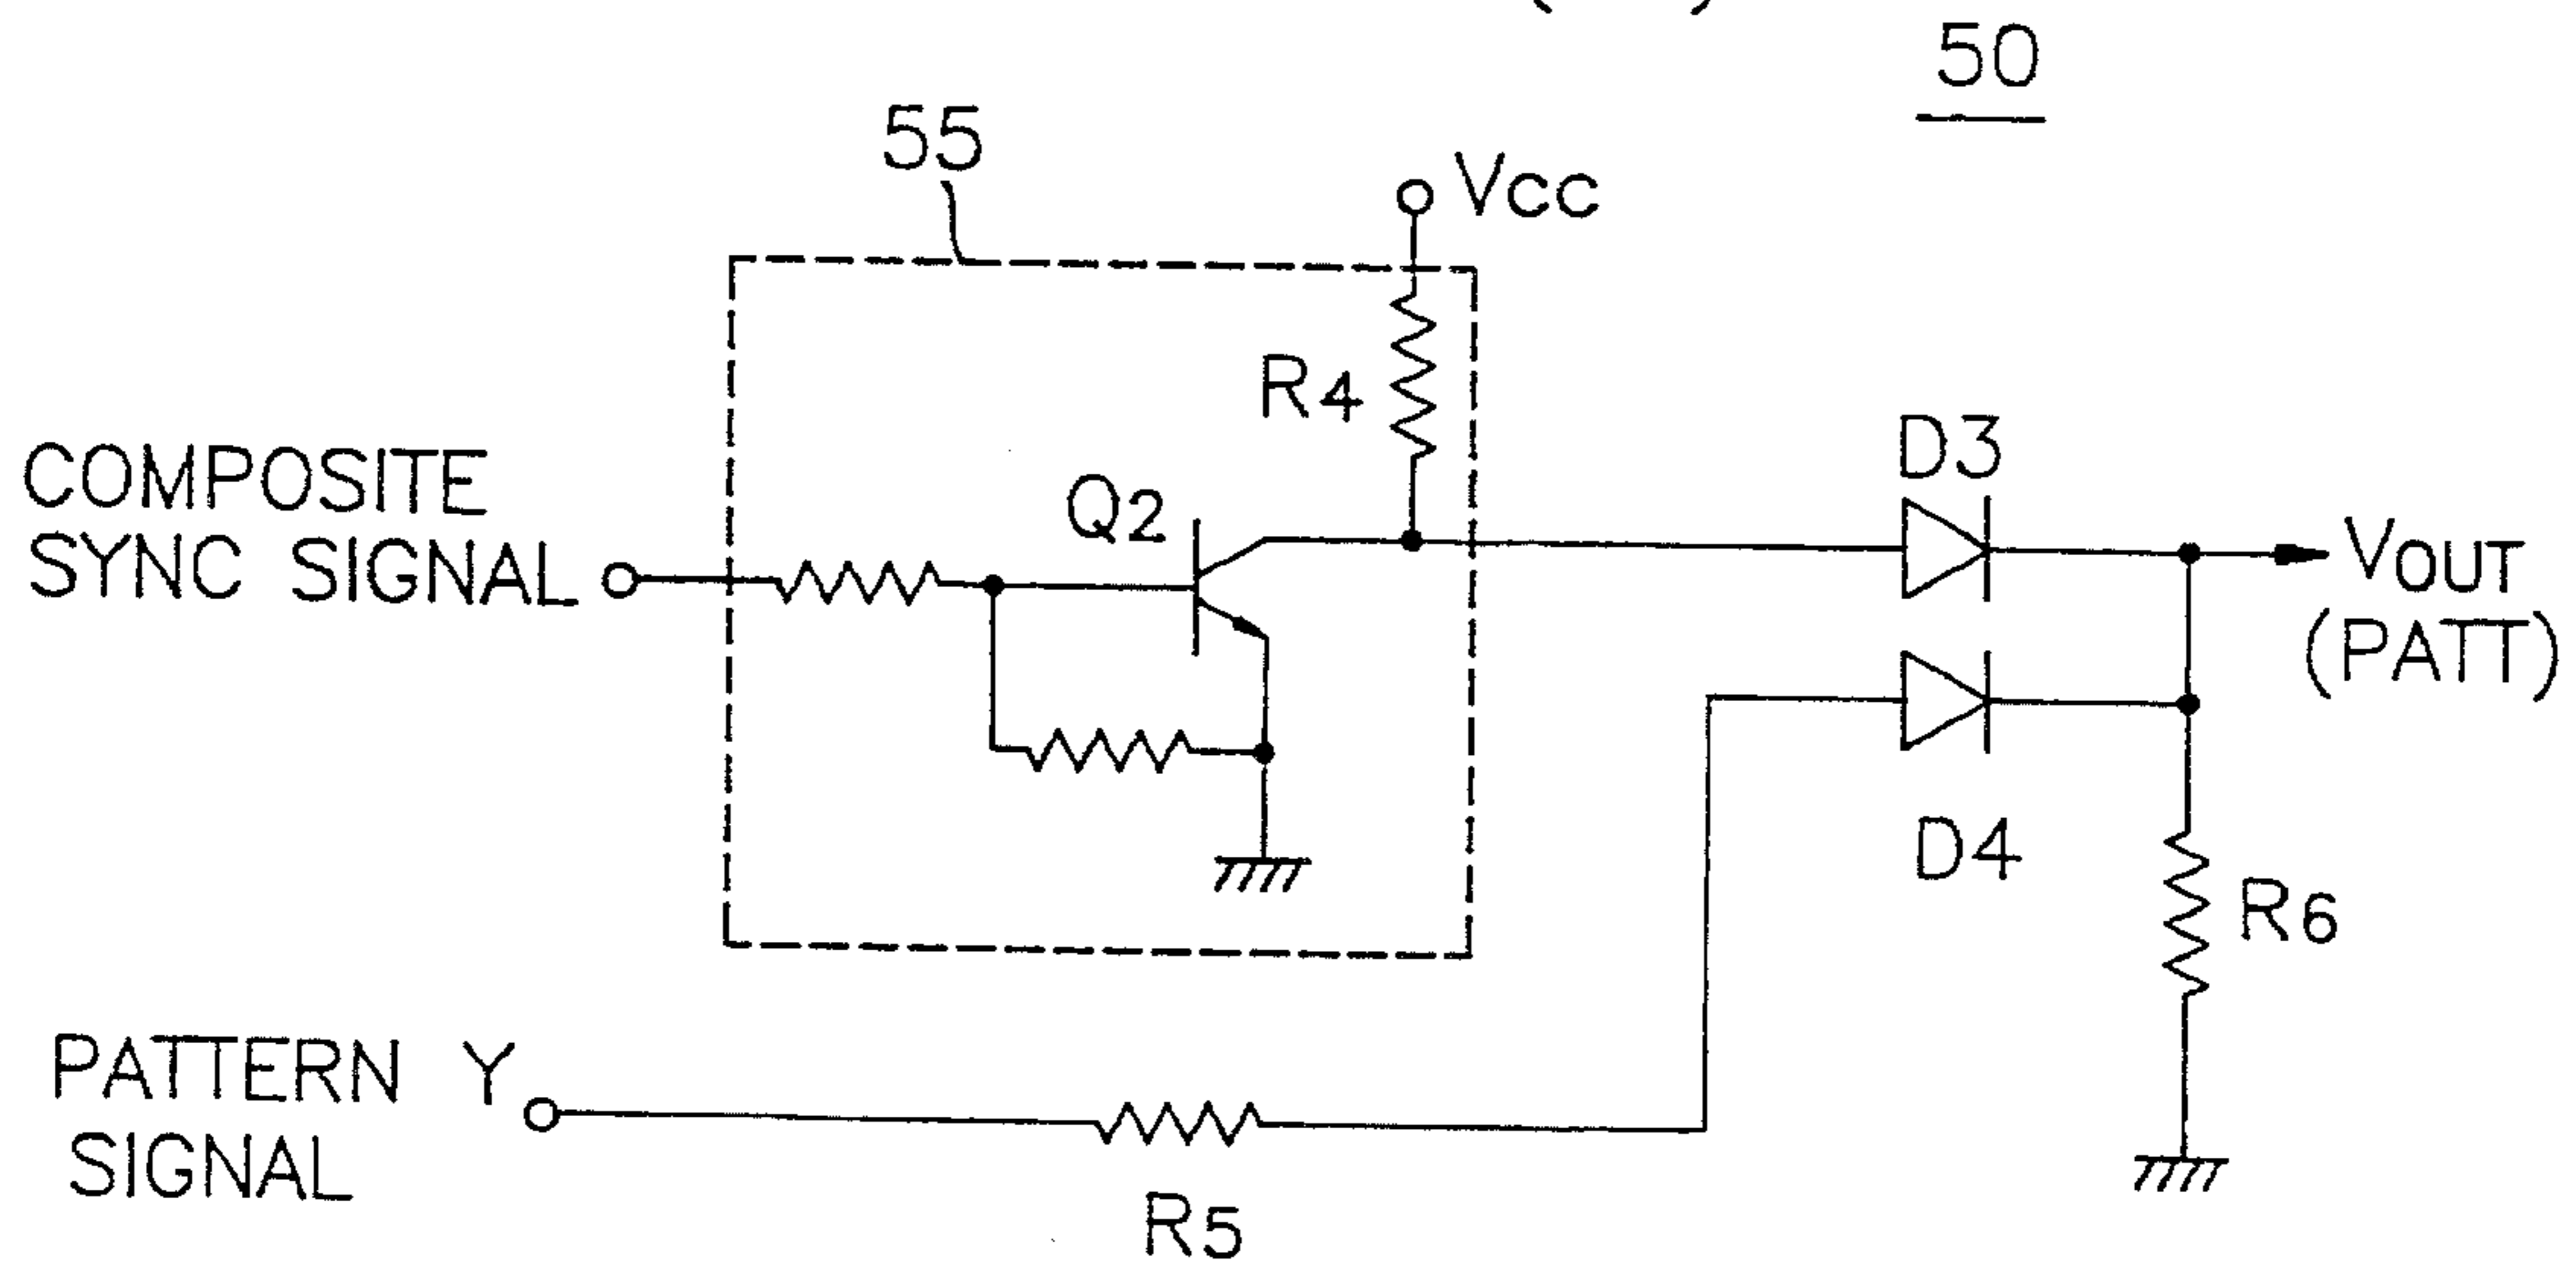 50
55
Vcc
R4
COMPOSITE
SYNC SIGNAL
Q2
D3
VOUT
(PATT)
D4
R6
PATTERN Y
SIGNAL
R5